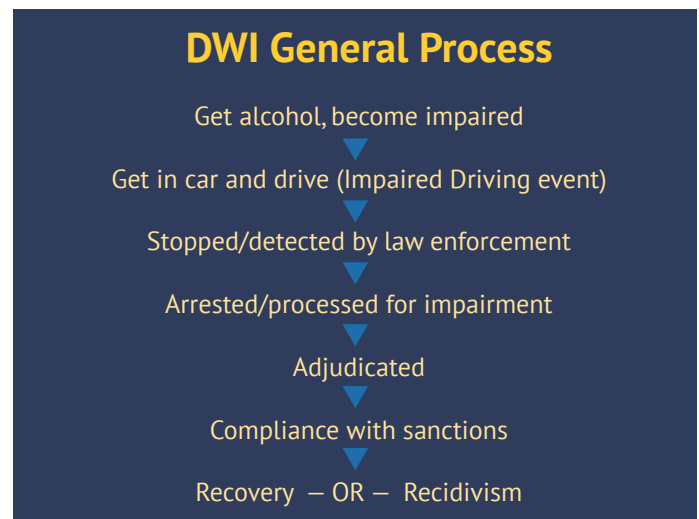 DWI General Process
Get alcohol, become impaired
Get in car and drive (Impaired Driving event)
Stopped/detected by law enforcement
Arrested/processed for impairment
Adjudicated
Compliance with sanctions
Recovery — OR — Recidivism